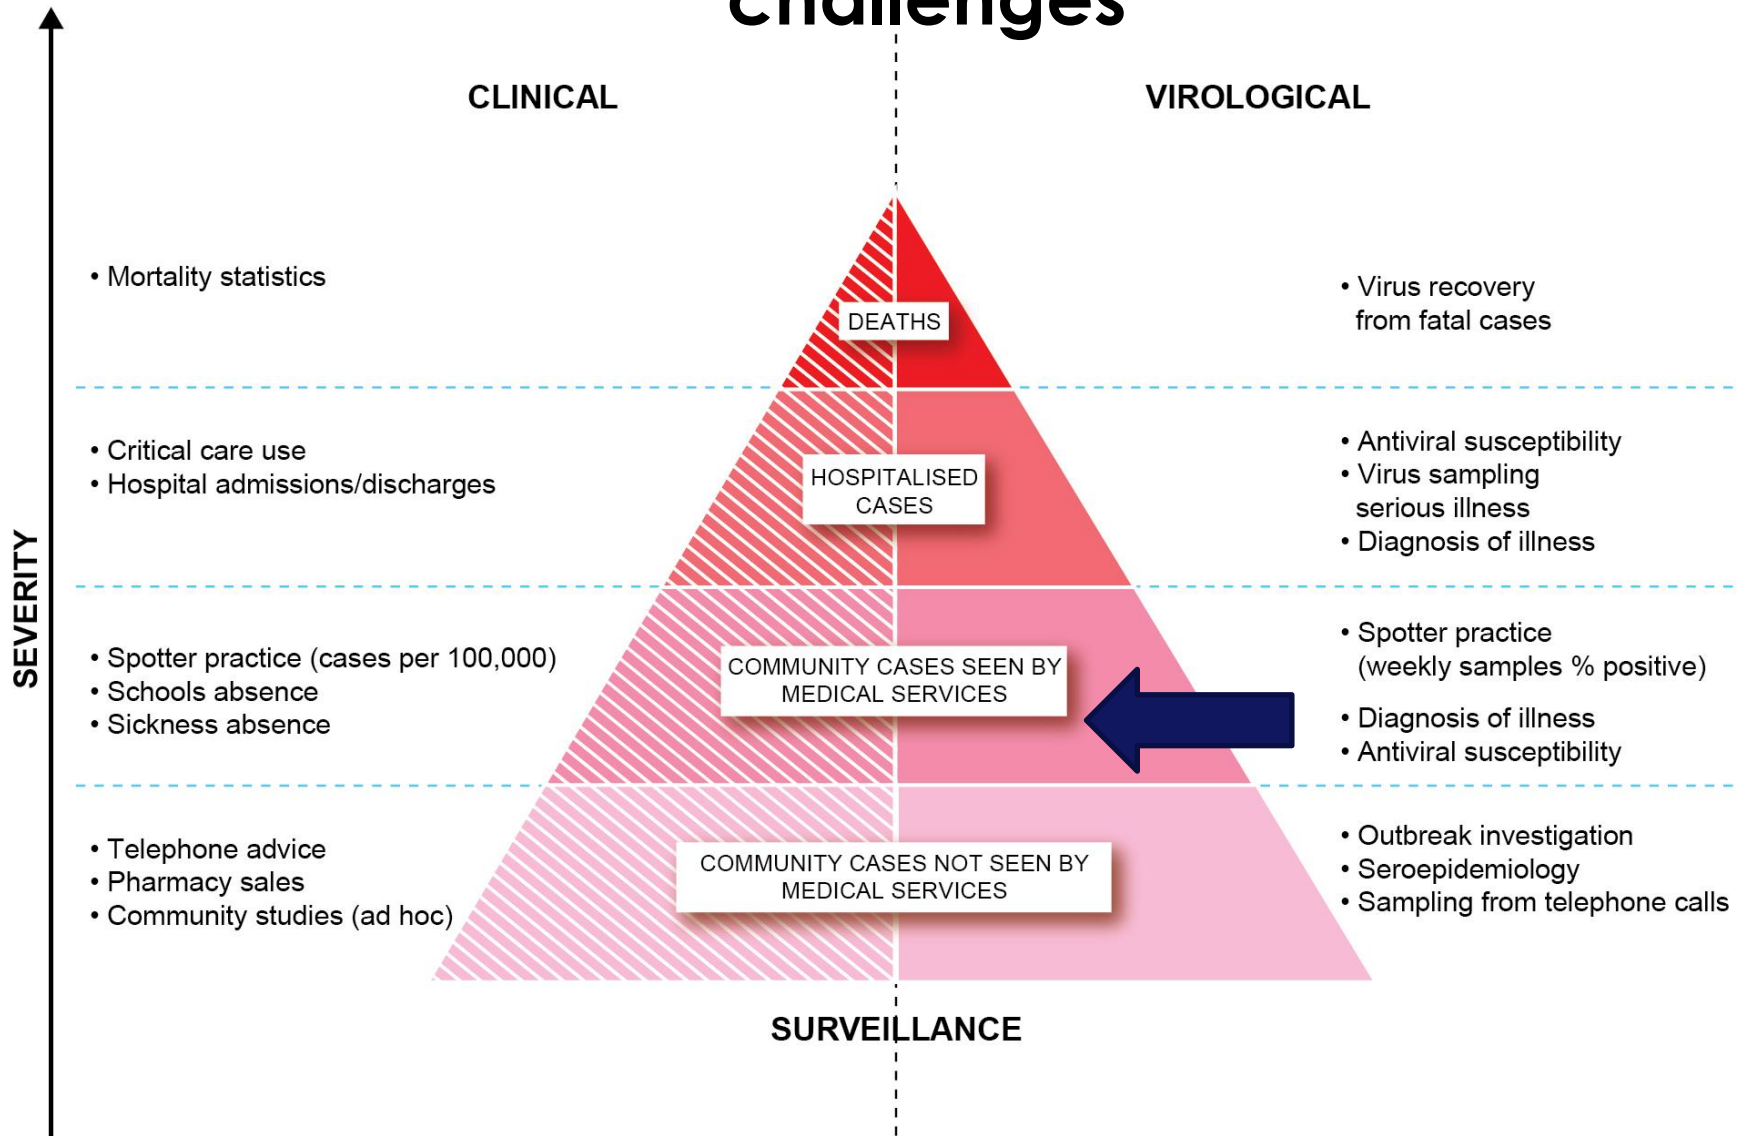 challenges
CLINICAL
VIROLOGICAL
SEVERITY
• Mortality statistics
DEATHS
• Virus recovery
from fatal cases
• Critical care use
• Hospital admissions/discharges
HOSPITALISED
CASES
• Antiviral susceptibility
• Virus sampling
serious illness
• Diagnosis of illness
• Spotter practice (cases per 100,000)
• Schools absence
• Sickness absence
COMMUNITY CASES SEEN BY
MEDICAL SERVICES
• Spotter practice
(weekly samples % positive)
• Diagnosis of illness
• Antiviral susceptibility
• Telephone advice
• Pharmacy sales
• Community studies (ad hoc)
COMMUNITY CASES NOT SEEN BY
MEDICAL SERVICES
• Outbreak investigation
• Seroepidemiology
• Sampling from telephone calls
SURVEILLANCE